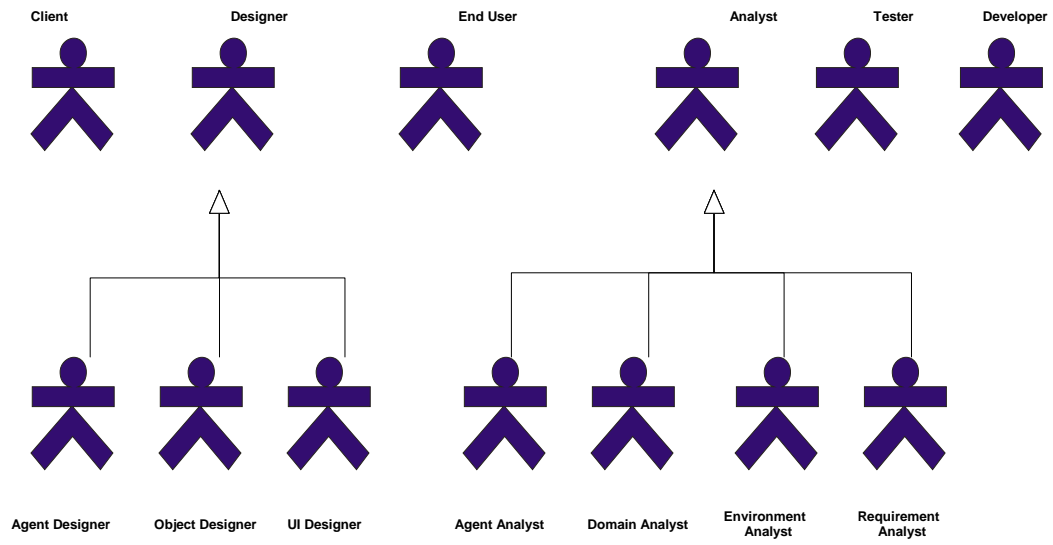 Client
Designer
End User
Analyst
Tester
Developer
Agent Designer
Object Designer
UI Designer
Agent Analyst
Domain Analyst
Environment
Analyst
Requirement
Analyst